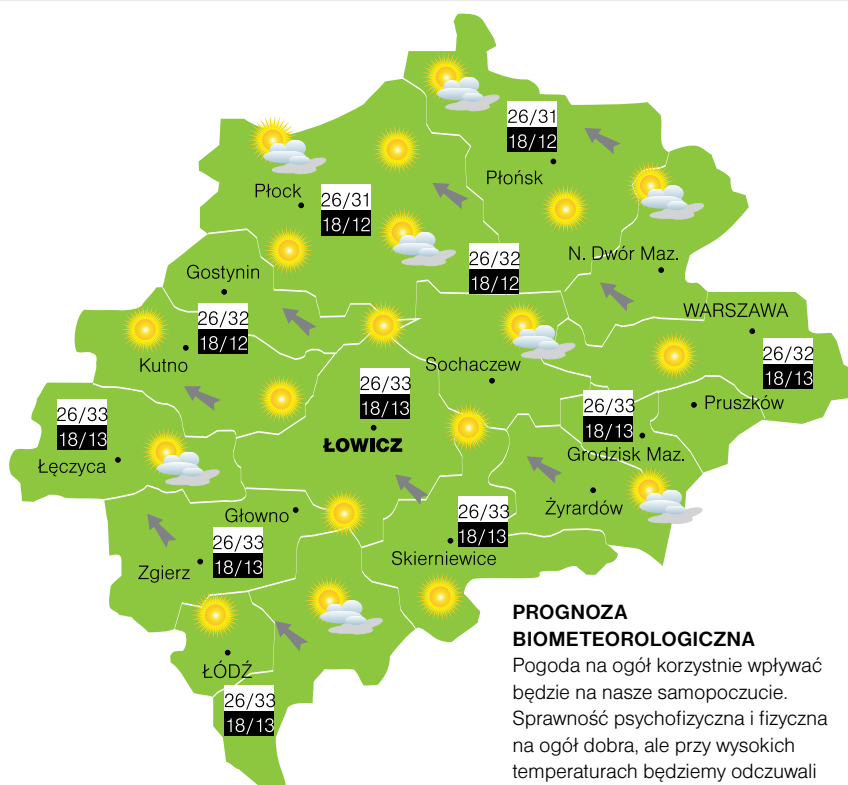 26/31
18/12
Płońsk
Płock
26/31
18/12
26/32
18/12
N. Dwór Maz.
Gostynin
26/32
18/12
Kutno
WARSZAWA
26/32
18/13
Sochaczew
26/33
18/13
ŁOWICZ
Pruszków
26/33
18/13
Grodzisk Maz.
26/33
18/13
Łęczyca
Żyrardów
Głowno
26/33
18/13
Skierniewice
26/33
18/13
Zgierz
ŁÓDŹ
26/33
18/13
PROGNOZA
BIOMETEOROLOGICZNA
Pogoda na ogół korzystnie wpływać
będzie na nasze samopoczucie.
Sprawność psychofizyczna i fizyczna
na ogół dobra, ale przy wysokich
temperaturach będziemy odczuwali